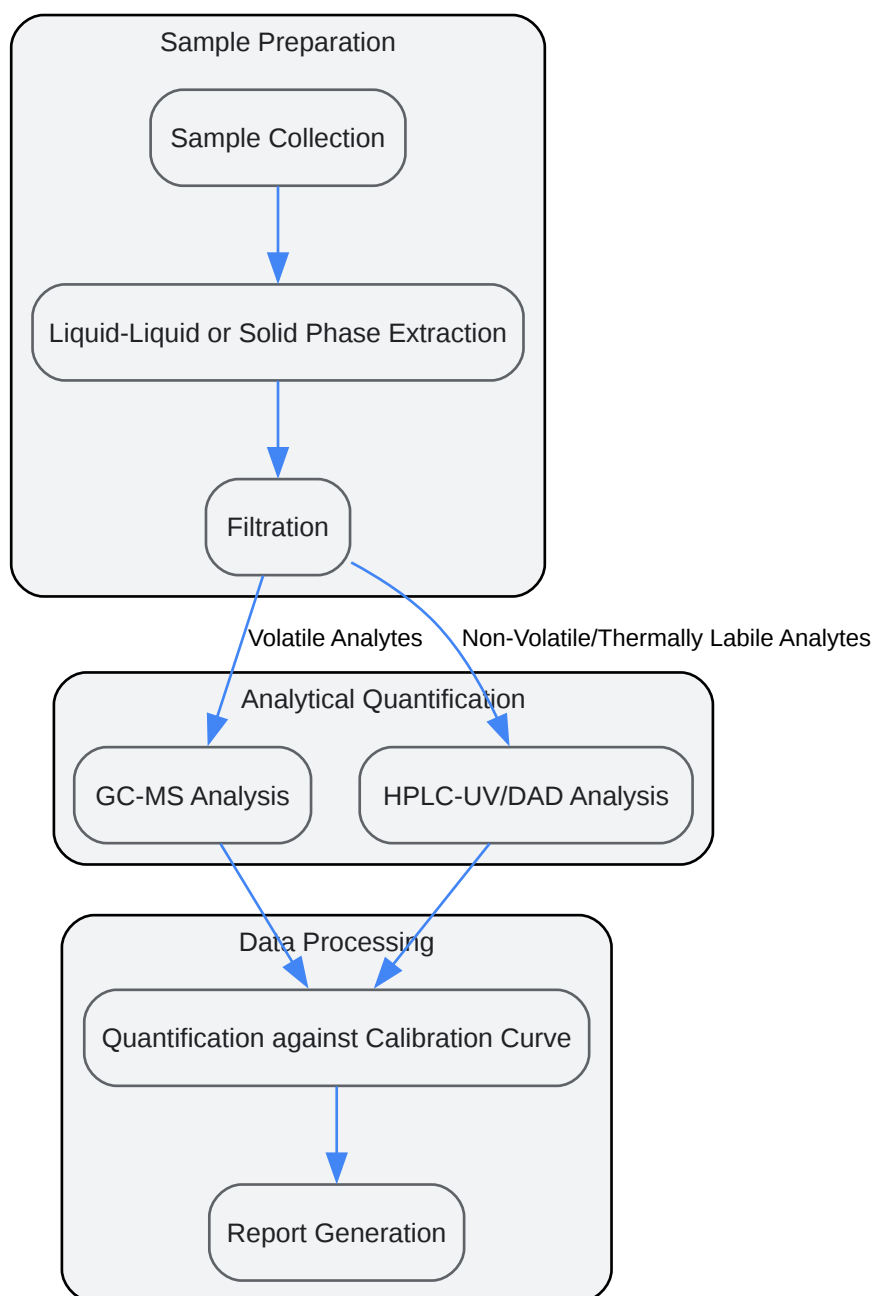 Sample Preparation
Sample Collection
Liquid-Liquid or Solid Phase Extraction
Filtration
Volatile Analytes
Non-Volatile/Thermally Labile Analytes
Analytical Quantification
GC-MS Analysis
HPLC-UV/DAD Analysis
Data Processing
Quantification against Calibration Curve
Report Generation